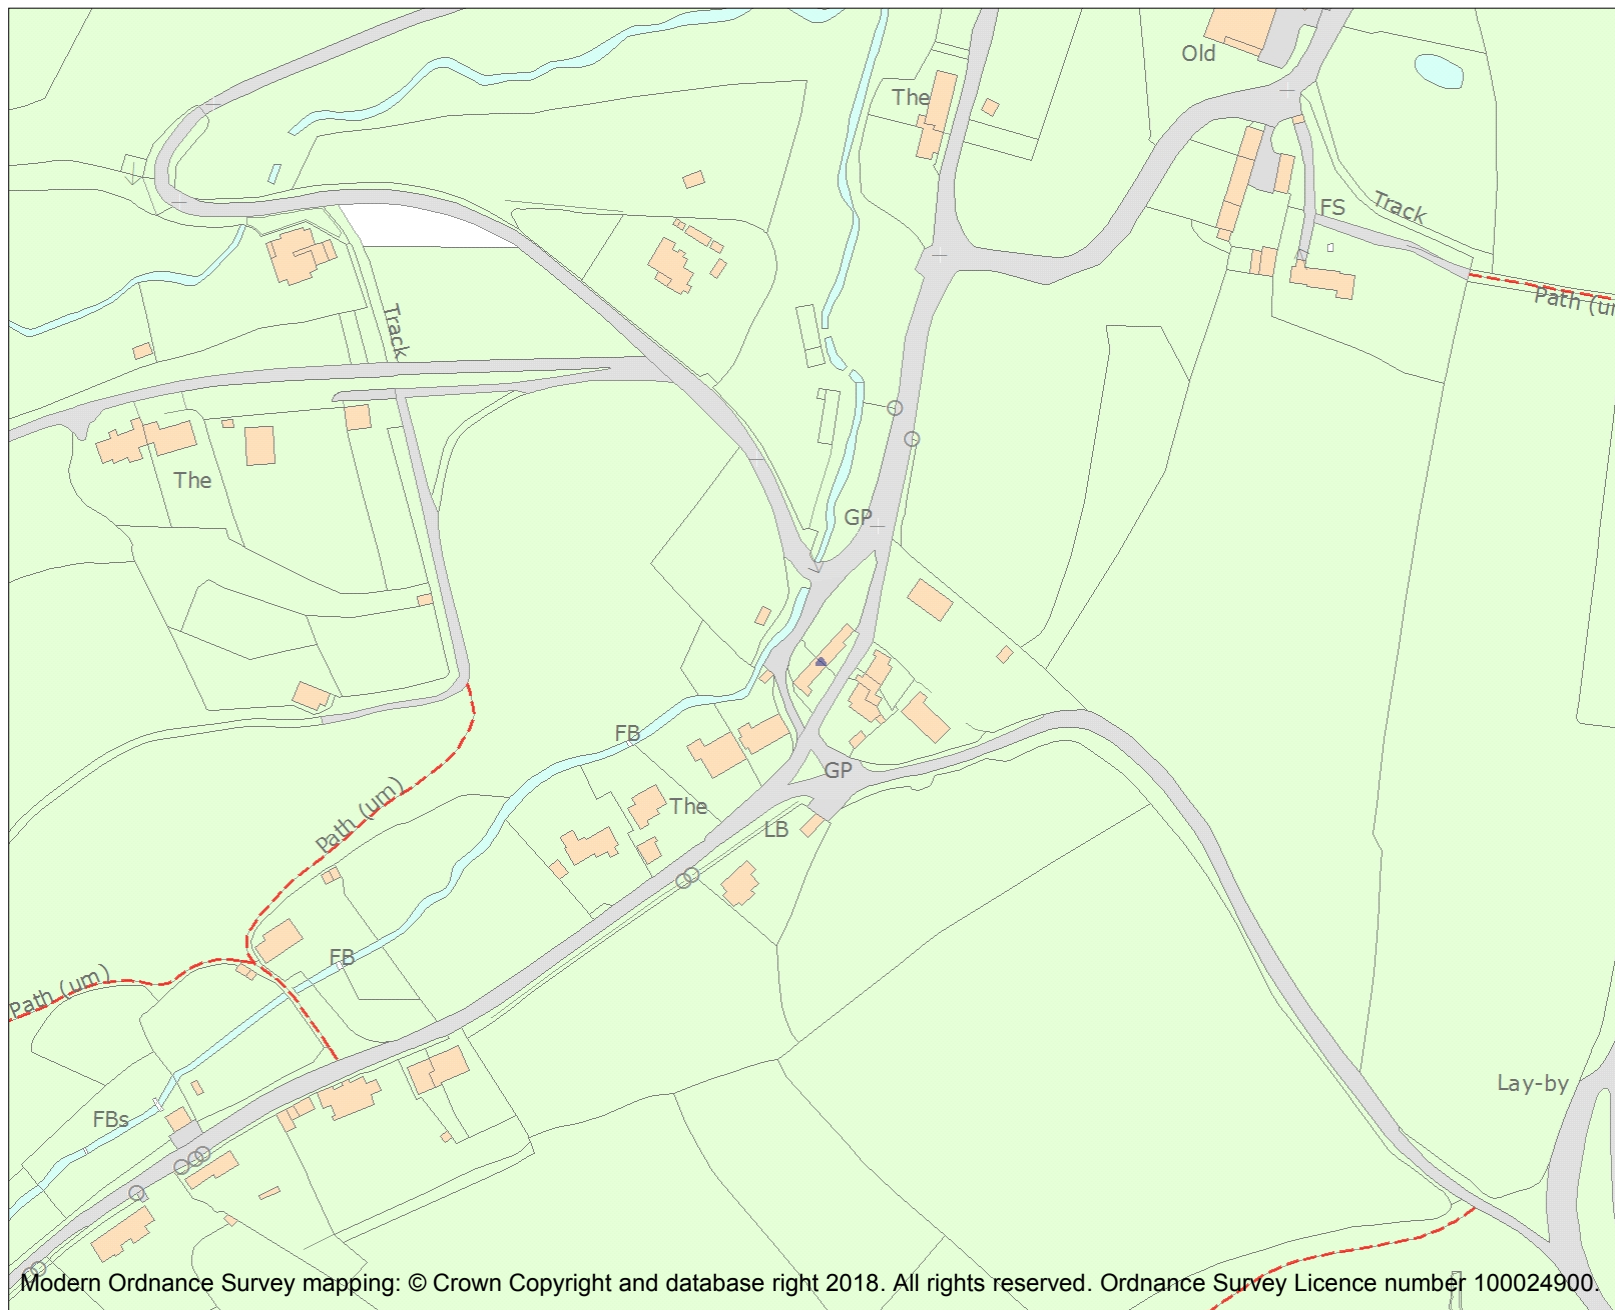 Old
The
FS
Track
Path (um
Track
The
GP
FB
GP
The
LB
Path (um)
FB
Path (um)
FBs
Lay-by
Modern Ordnance Survey mapping: © Crown Copyright and database right 2018. All rights reserved. Ordnance Survey Licence number 100024900.